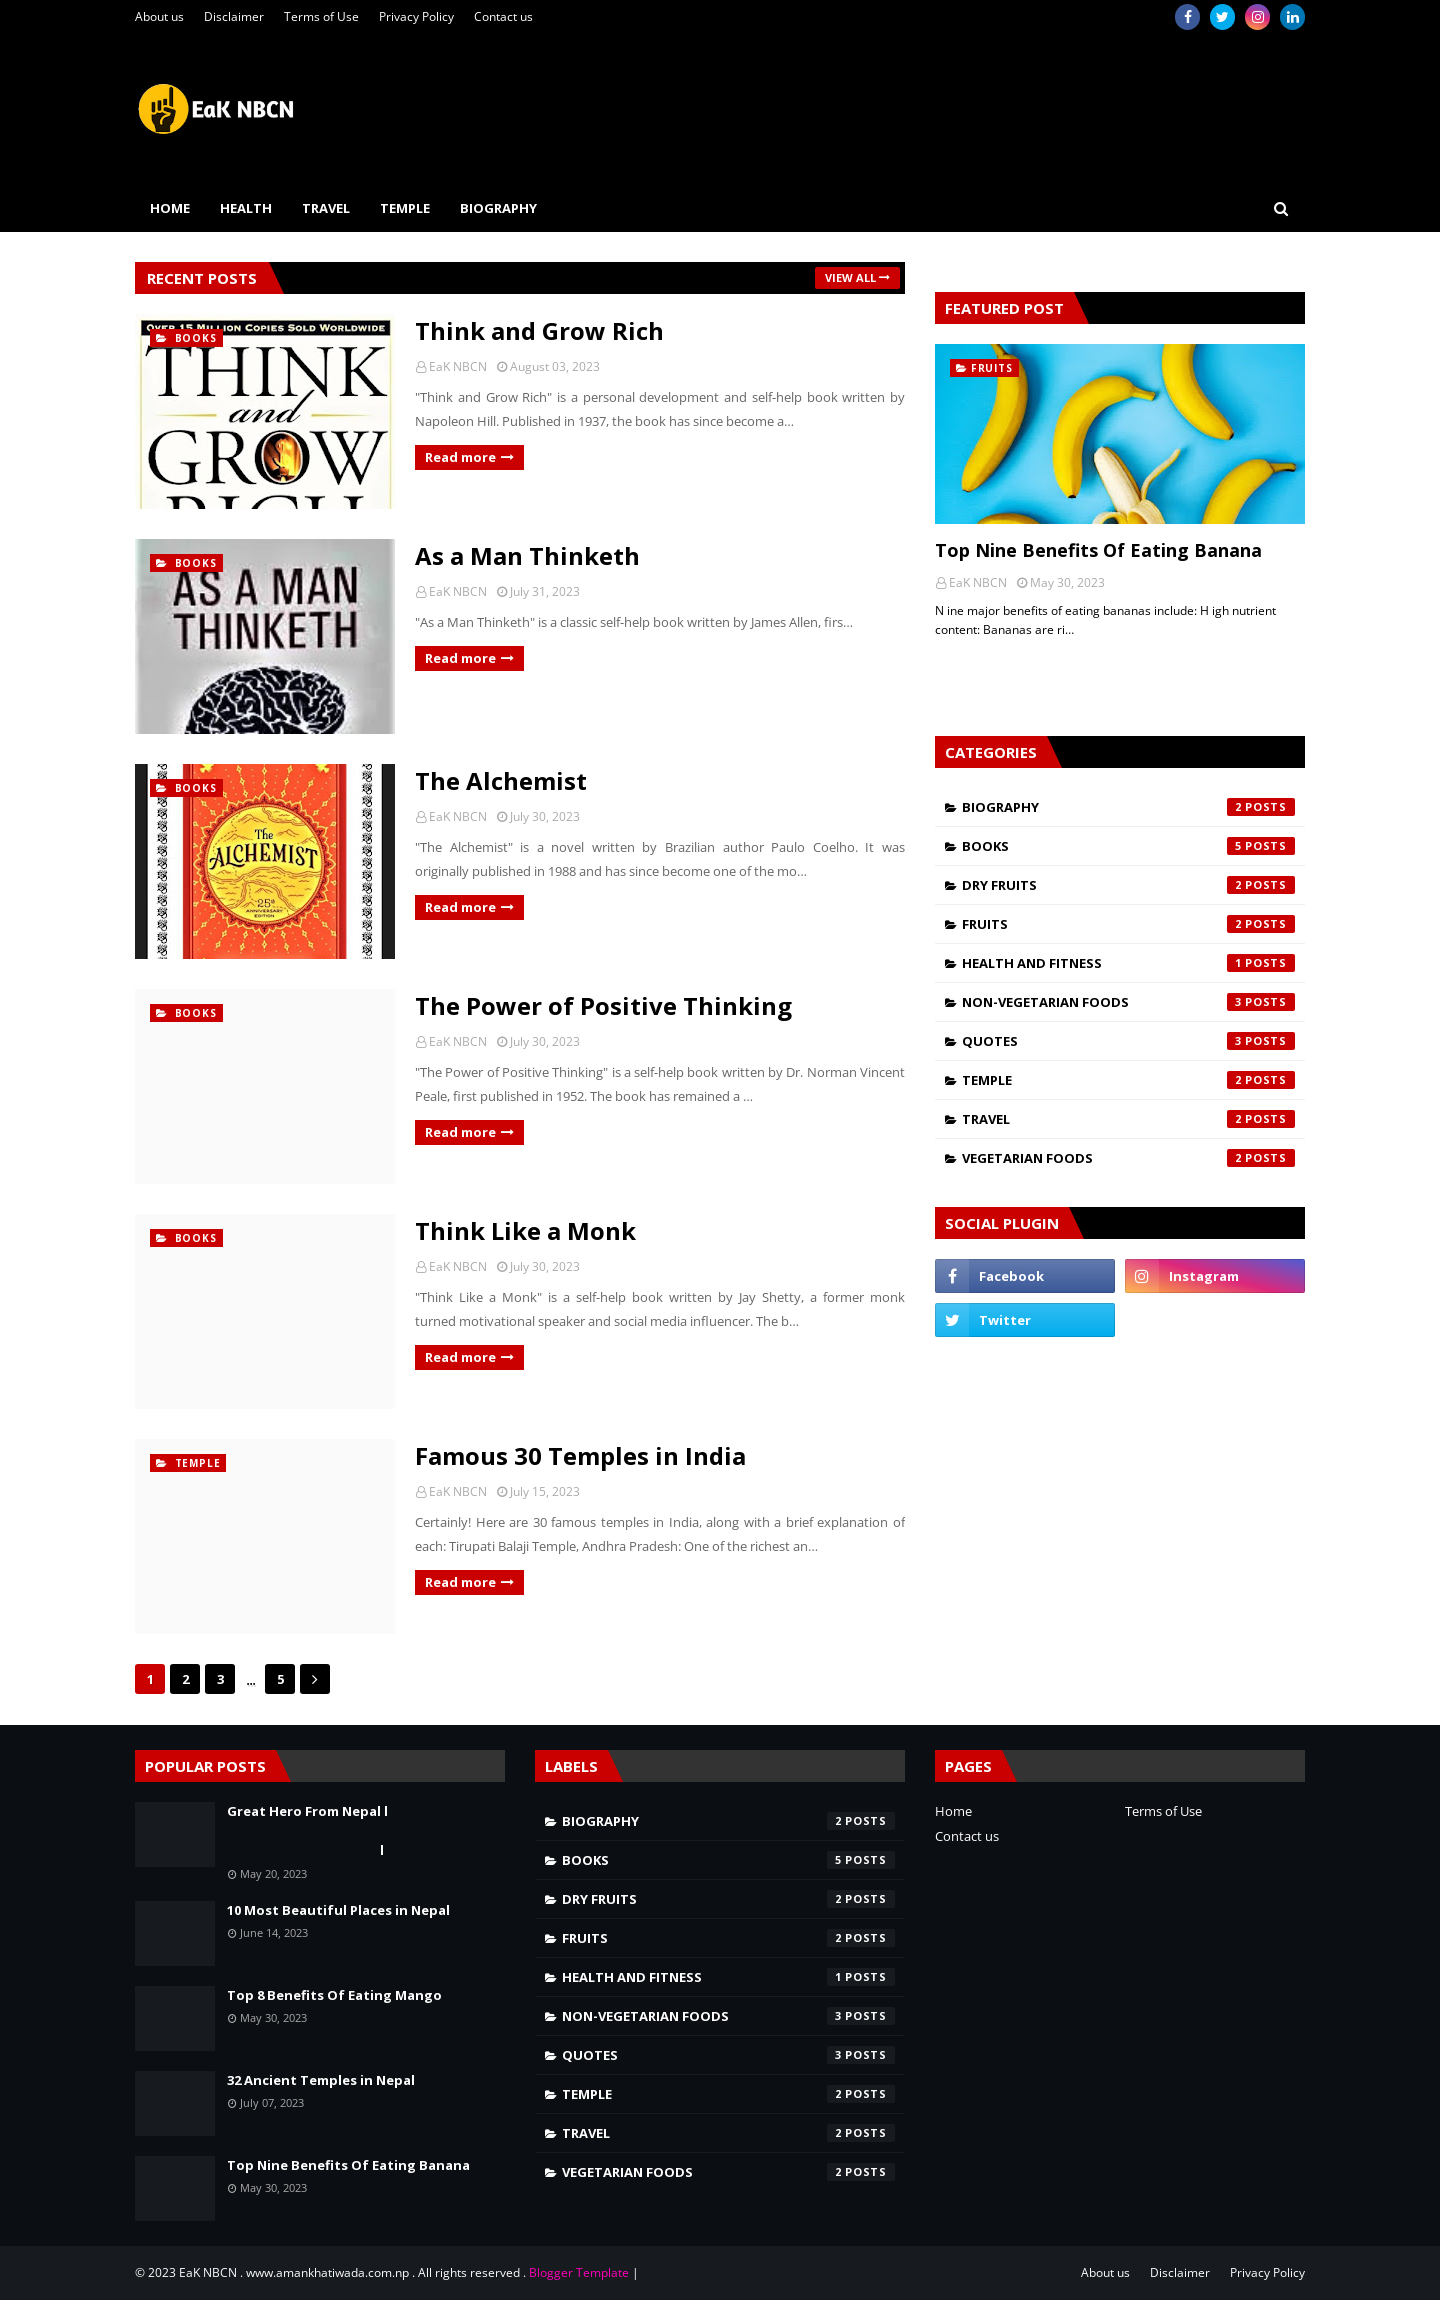 About us Disclaimer Terms of Use Privacy Policy Contact us
EaK NBCN
HOME HEALTH TRAVEL TEMPLE BIOGRAPHY
RECENT POSTS VIEW ALL
OVER 15 MILLION COPIES SOLD WORLDWIDE
BOOKS
THINK
and
GROW
RICH
Think and Grow Rich
EaK NBCN August 03, 2023
"Think and Grow Rich" is a personal development and self-help book written by
Napoleon Hill. Published in 1937, the book has since become a…
Read more
BOOKS
AS A MAN
THINKETH
As a Man Thinketh
EaK NBCN July 31, 2023
"As a Man Thinketh" is a classic self-help book written by James Allen, firs…
Read more
BOOKS
The
ALCHEMIST
25th
ANNIVERSARY
EDITION
The Alchemist
EaK NBCN July 30, 2023
"The Alchemist" is a novel written by Brazilian author Paulo Coelho. It was
originally published in 1988 and has since become one of the mo…
Read more
BOOKS
The Power of Positive Thinking
EaK NBCN July 30, 2023
"The Power of Positive Thinking" is a self-help book written by Dr. Norman Vincent
Peale, first published in 1952. The book has remained a …
Read more
BOOKS
Think Like a Monk
EaK NBCN July 30, 2023
"Think Like a Monk" is a self-help book written by Jay Shetty, a former monk
turned motivational speaker and social media influencer. The b…
Read more
TEMPLE
Famous 30 Temples in India
EaK NBCN July 15, 2023
Certainly! Here are 30 famous temples in India, along with a brief explanation of
each: Tirupati Balaji Temple, Andhra Pradesh: One of the richest an…
Read more
1 2 3 ... 5
FEATURED POST
FRUITS
Top Nine Benefits Of Eating Banana
EaK NBCN May 30, 2023
N ine major benefits of eating bananas include: H igh nutrient
content: Bananas are ri…
CATEGORIES
BIOGRAPHY 2 POSTS
BOOKS 5 POSTS
DRY FRUITS 2 POSTS
FRUITS 2 POSTS
HEALTH AND FITNESS 1 POSTS
NON-VEGETARIAN FOODS 3 POSTS
QUOTES 3 POSTS
TEMPLE 2 POSTS
TRAVEL 2 POSTS
VEGETARIAN FOODS 2 POSTS
SOCIAL PLUGIN
Facebook Instagram
Twitter
POPULAR POSTS
Great Hero From Nepal l
l
May 20, 2023
10 Most Beautiful Places in Nepal
June 14, 2023
Top 8 Benefits Of Eating Mango
May 30, 2023
32 Ancient Temples in Nepal
July 07, 2023
Top Nine Benefits Of Eating Banana
May 30, 2023
LABELS
BIOGRAPHY 2 POSTS
BOOKS 5 POSTS
DRY FRUITS 2 POSTS
FRUITS 2 POSTS
HEALTH AND FITNESS 1 POSTS
NON-VEGETARIAN FOODS 3 POSTS
QUOTES 3 POSTS
TEMPLE 2 POSTS
TRAVEL 2 POSTS
VEGETARIAN FOODS 2 POSTS
PAGES
Home Terms of Use
Contact us
© 2023 EaK NBCN . www.amankhatiwada.com.np . All rights reserved . Blogger Template |
About us Disclaimer Privacy Policy